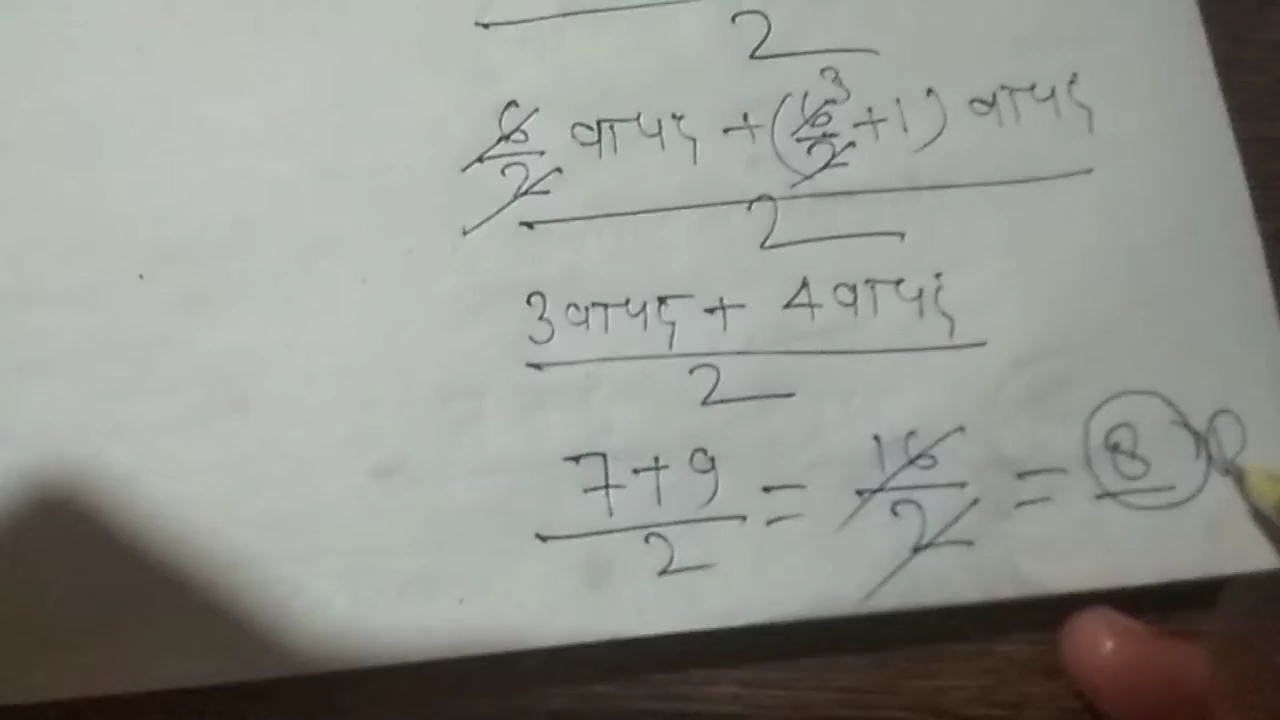 2
6/2 वाँ पद + (6/2 + 1) वाँ पद 3
2
3 वाँ पद + 4 वाँ पद
2
7+9 = 16 = 8
2 2